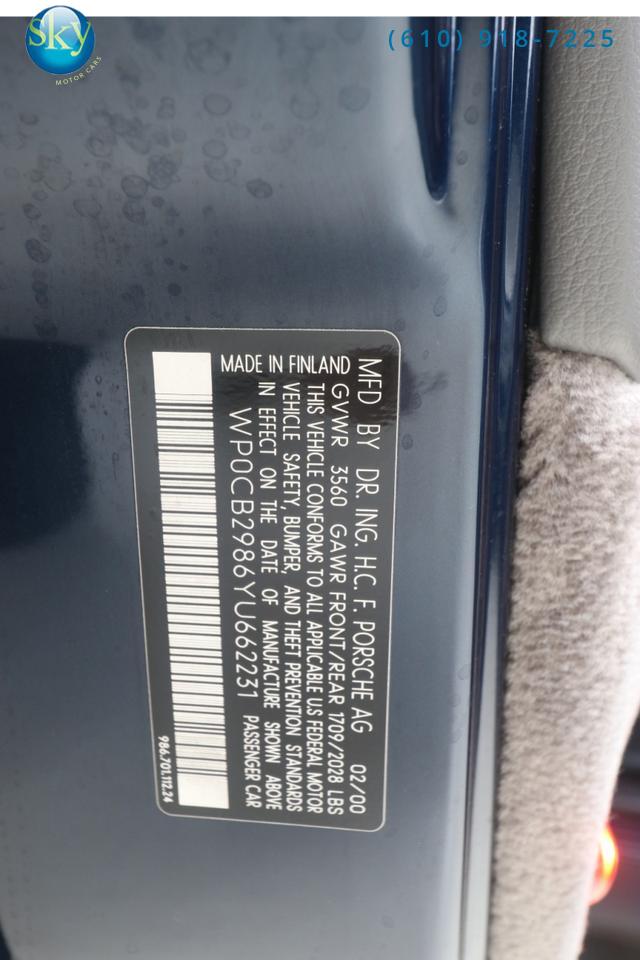 sky
MOTOR CARS
(610) 918-7225
MFD BY DR. ING. H.C. F. PORSCHE AG 02/00
GVWR 3560 GAWR FRONT/REAR 1709/2028 LBS
THIS VEHICLE CONFORMS TO ALL APPLICABLE U.S FEDERAL MOTOR
VEHICLE SAFETY, BUMPER, AND THEFT PREVENTION STANDARDS
IN EFFECT ON THE DATE OF MANUFACTURE SHOWN ABOVE
WP0CB2986YU662231 PASSENGER CAR
MADE IN FINLAND
986.701.112.24